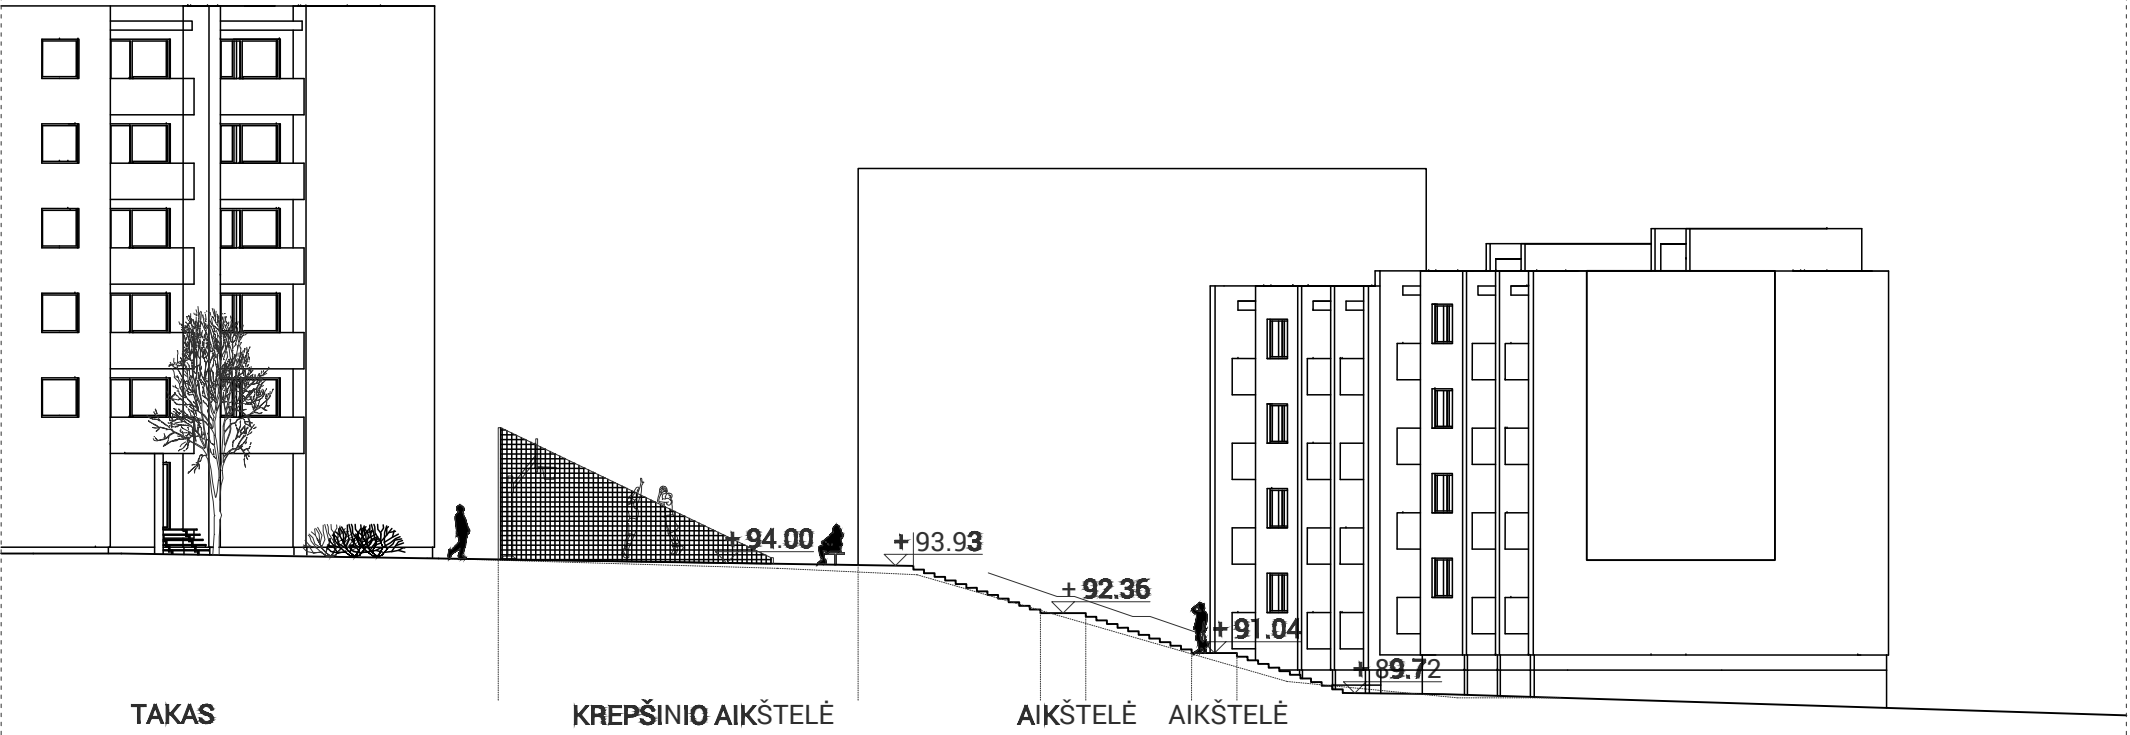 + 94.00
+ 93.93
+ 92.36
+ 91.04
+ 89.72
TAKAS
KREPŠINIO AIKŠTELĖ
AIKŠTELĖ
AIKŠTELĖ